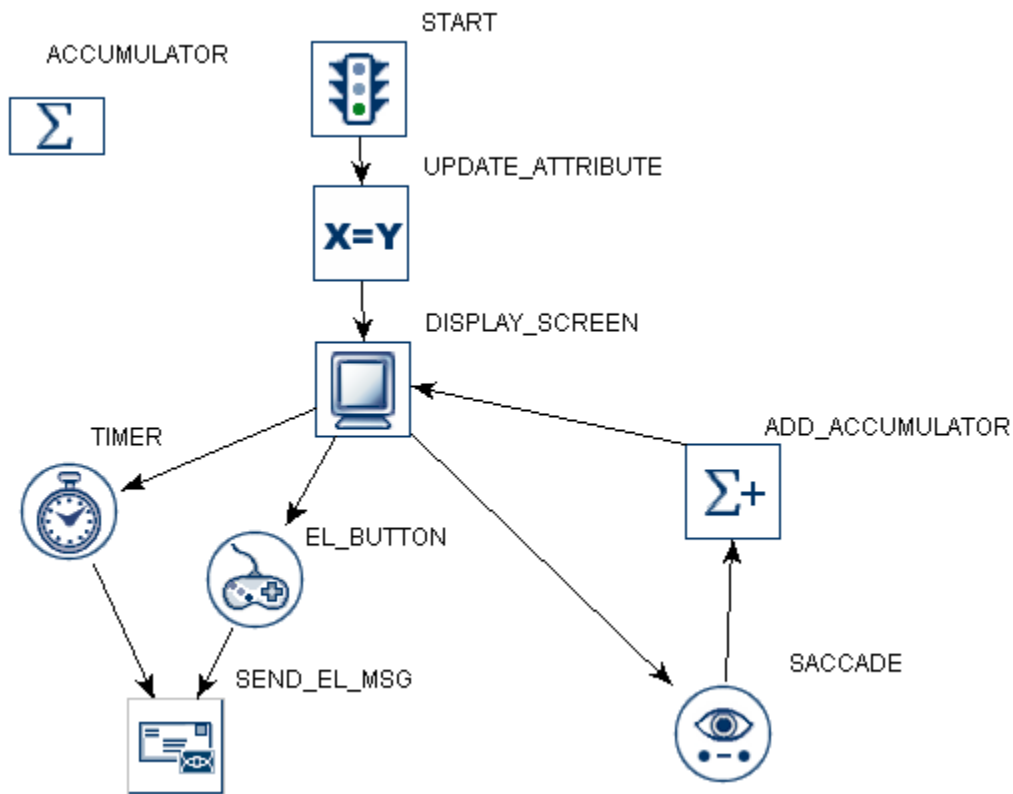 START
ACCUMULATOR
Σ
UPDATE_ATTRIBUTE
X=Y
DISPLAY_SCREEN
TIMER
ADD_ACCUMULATOR
Σ+
EL_BUTTON
SACCADE
SEND_EL_MSG